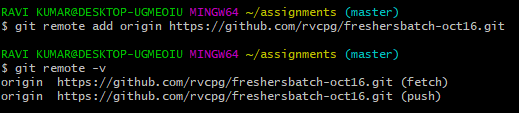 RAVI KUMAR@DESKTOP-UGMEOIU MINGW64 ~/assignments (master)
$ git remote add origin https://github.com/rvcpg/freshersbatch-oct16.git
RAVI KUMAR@DESKTOP-UGMEOIU MINGW64 ~/assignments (master)
$ git remote -v
origin  https://github.com/rvcpg/freshersbatch-oct16.git (fetch)
origin  https://github.com/rvcpg/freshersbatch-oct16.git (push)